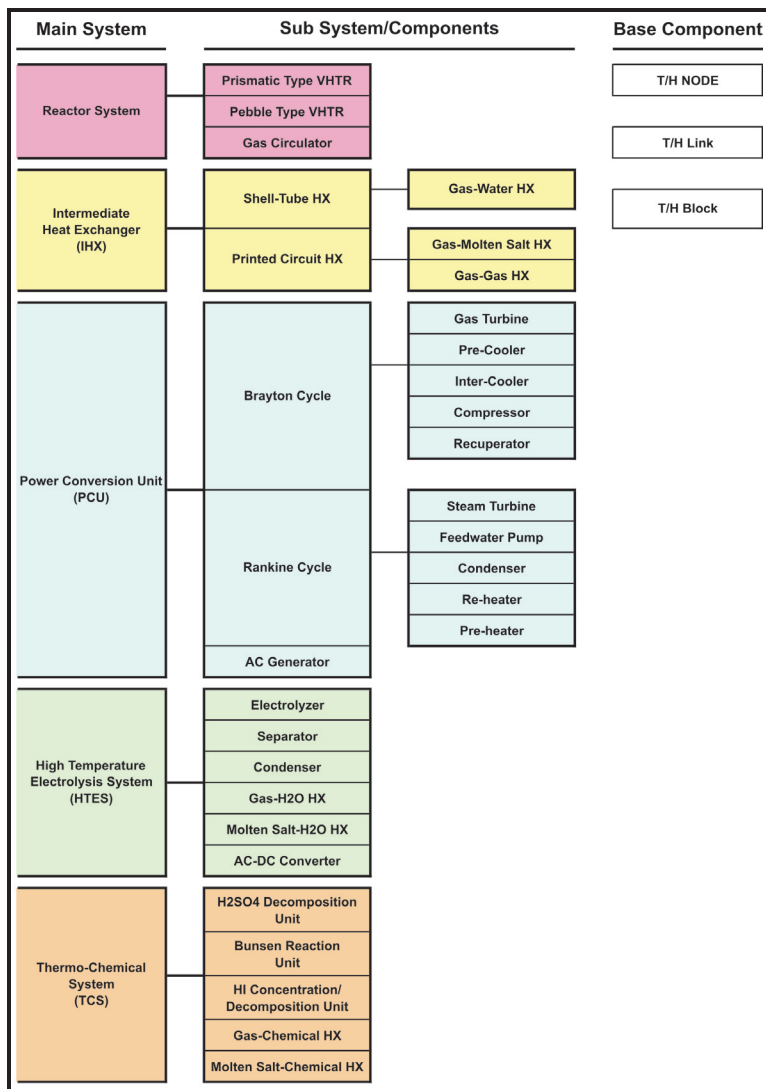 Main System
Sub System/Components
Base Component
Reactor System
Prismatic Type VHTR
Pebble Type VHTR
Gas Circulator
T/H NODE
T/H Link
T/H Block
Intermediate
Heat Exchanger
(IHX)
Shell-Tube HX
Printed Circuit HX
Gas-Water HX
Gas-Molten Salt HX
Gas-Gas HX
Power Conversion Unit
(PCU)
Brayton Cycle
Gas Turbine
Pre-Cooler
Inter-Cooler
Compressor
Recuperator
Rankine Cycle
Steam Turbine
Feedwater Pump
Condenser
Re-heater
Pre-heater
AC Generator
High Temperature
Electrolysis System
(HTES)
Electrolyzer
Separator
Condenser
Gas-H2O HX
Molten Salt-H2O HX
AC-DC Converter
Thermo-Chemical
System
(TCS)
H2SO4 Decomposition
Unit
Bunsen Reaction
Unit
HI Concentration/
Decomposition Unit
Gas-Chemical HX
Molten Salt-Chemical HX